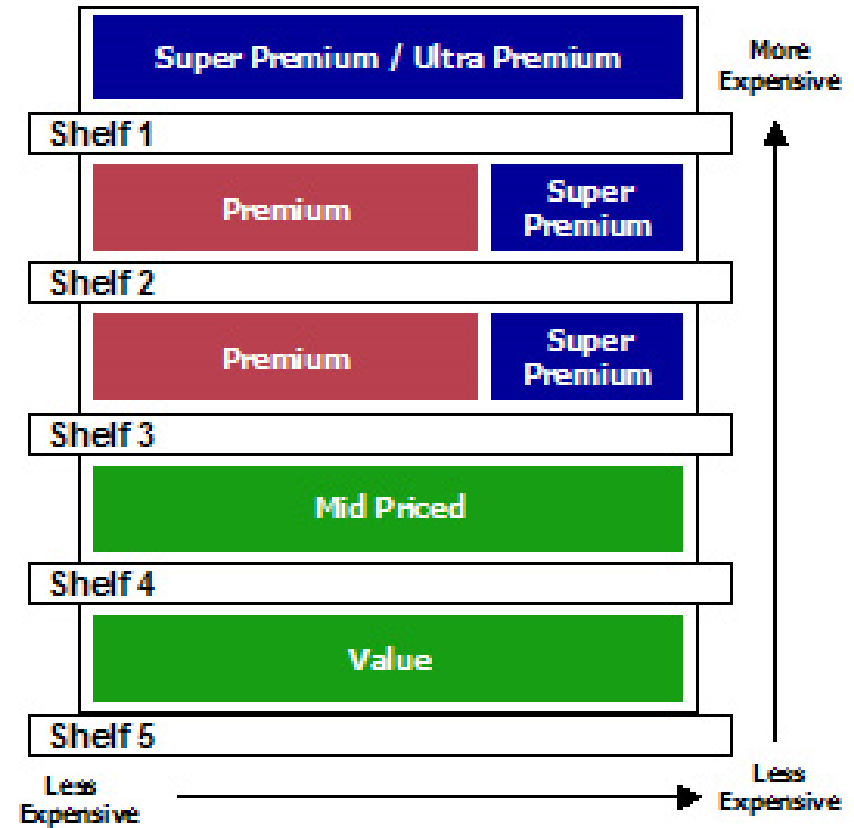 Super Premium / Ultra Premium
More
Expensive
Shelf 1
Premium
Super
Premium
Shelf 2
Premium
Super
Premium
Shelf 3
Mid Priced
Shelf 4
Value
Shelf 5
Less
Expensive
Less
Expensive